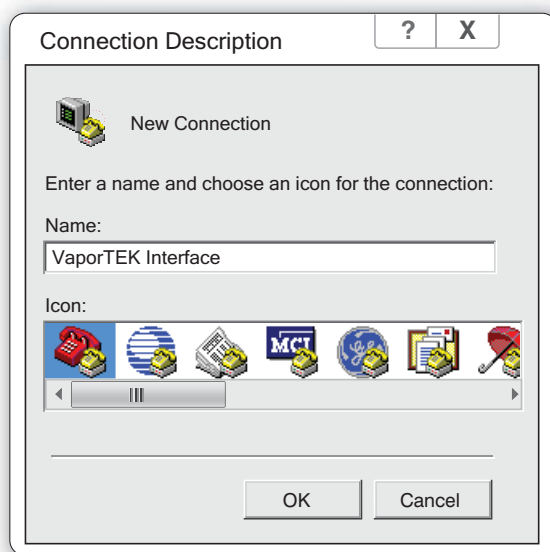 Connection Description
? X
New Connection
Enter a name and choose an icon for the connection:
Name:
VaporTEK Interface
Icon:
MCI
OK Cancel